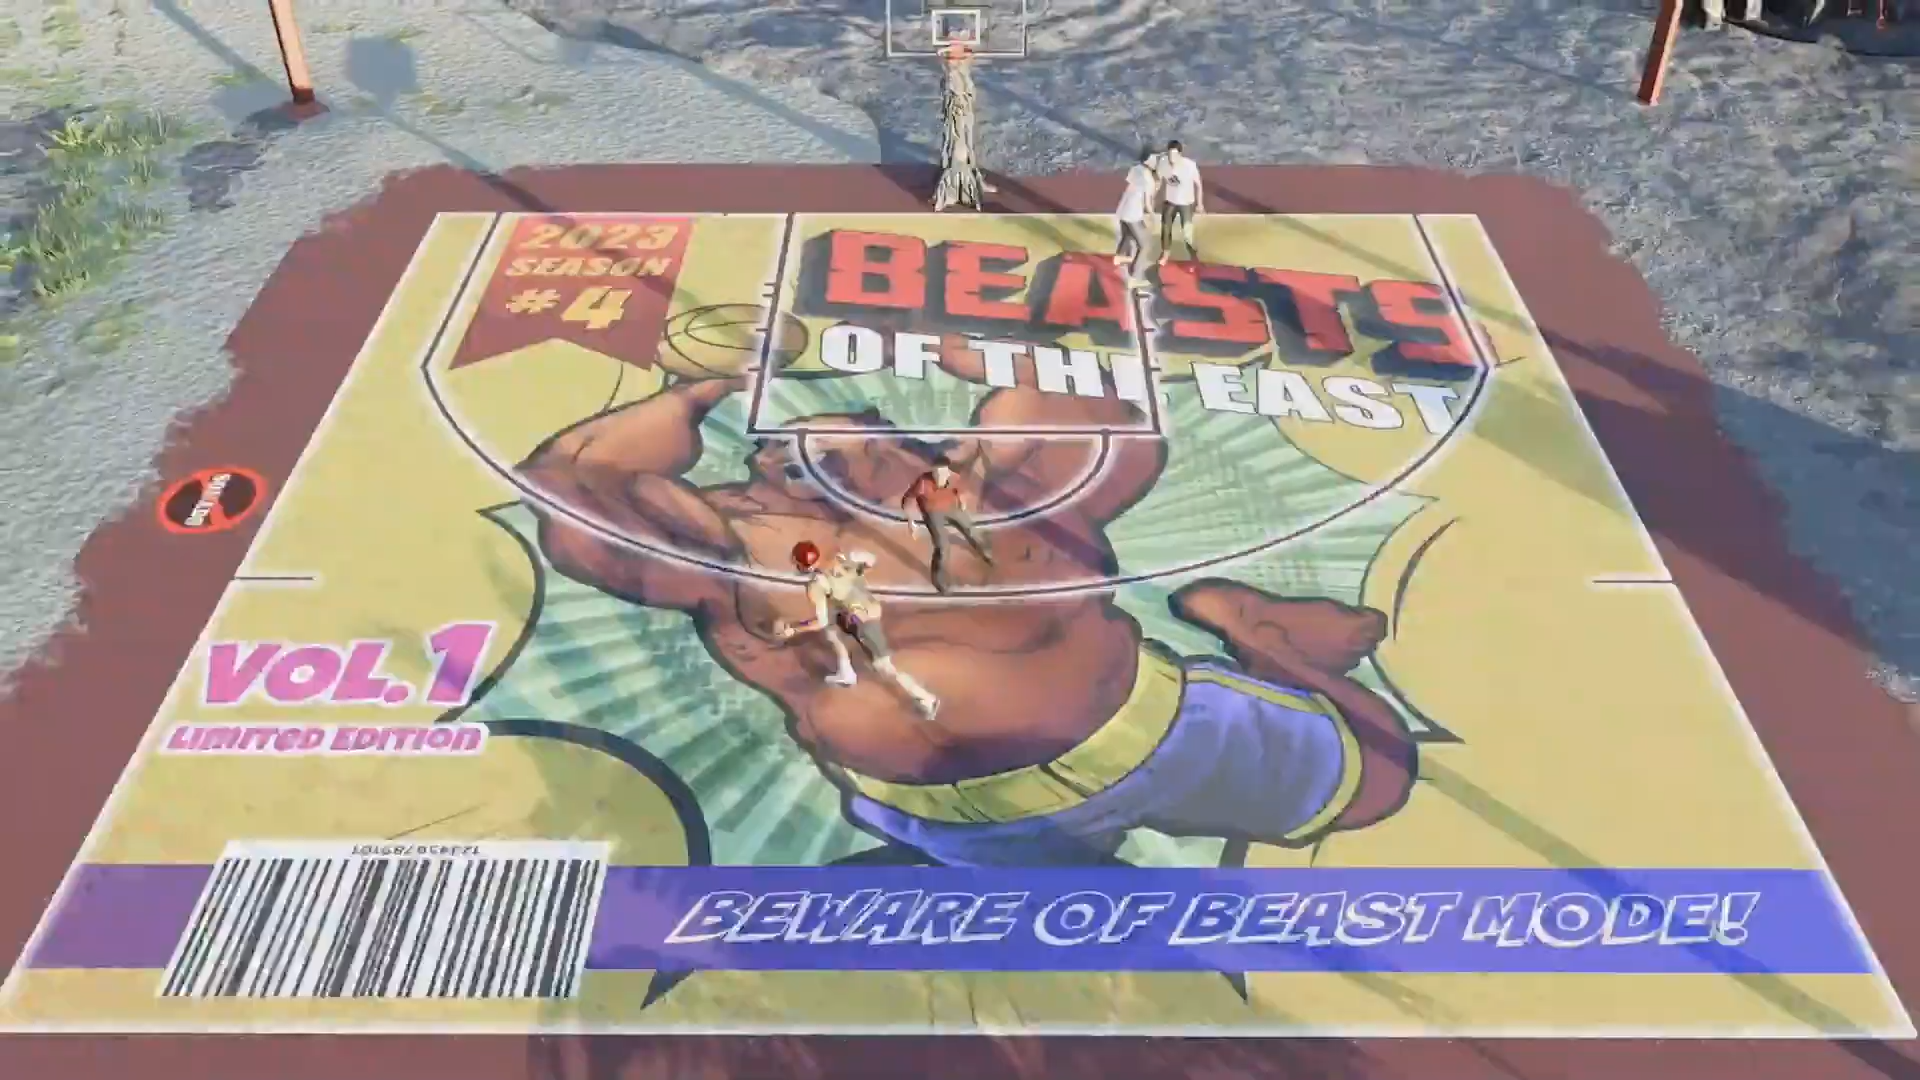 2023
SEASON
#4
BEASTS
OF THE EAST
VOL.1
LIMITED EDITION
BEWARE OF BEAST MODE!